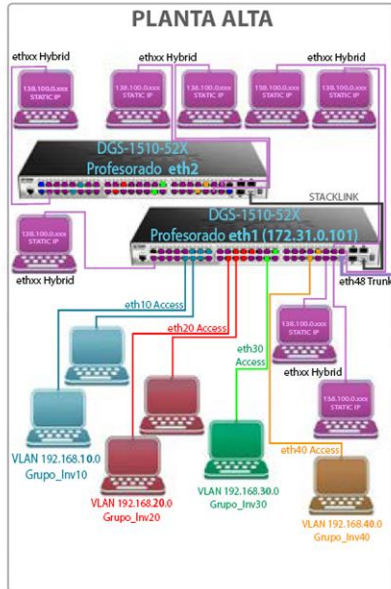 PLANTA ALTA
ethxx Hybrid
ethxx Hybrid
ethxx Hybrid
138.100.0.xxx
STATIC IP
138.100.0.xxx
STATIC IP
138.100.0.xxx
STATIC IP
138.100.0.xxx
STATIC IP
138.100.0.xxx
STATIC IP
DGS-1510-52X
Profesorado eth2
STACKLINK
DGS-1510-52X
Profesorado eth1 (172.31.0.101)
138.100.0.xxx
STATIC IP
ethxx Hybrid
eth48 Trunk
eth10 Access
eth20 Access
eth30
Access
138.100.0.xxx
STATIC IP
ethxx Hybrid
138.100.0.xxx
STATIC IP
VLAN 192.168.10.0
Grupo_Inv10
eth40 Access
VLAN 192.168.20.0
Grupo_Inv20
VLAN 192.168.30.0
Grupo_Inv30
VLAN 192.168.40.0
Grupo_Inv40